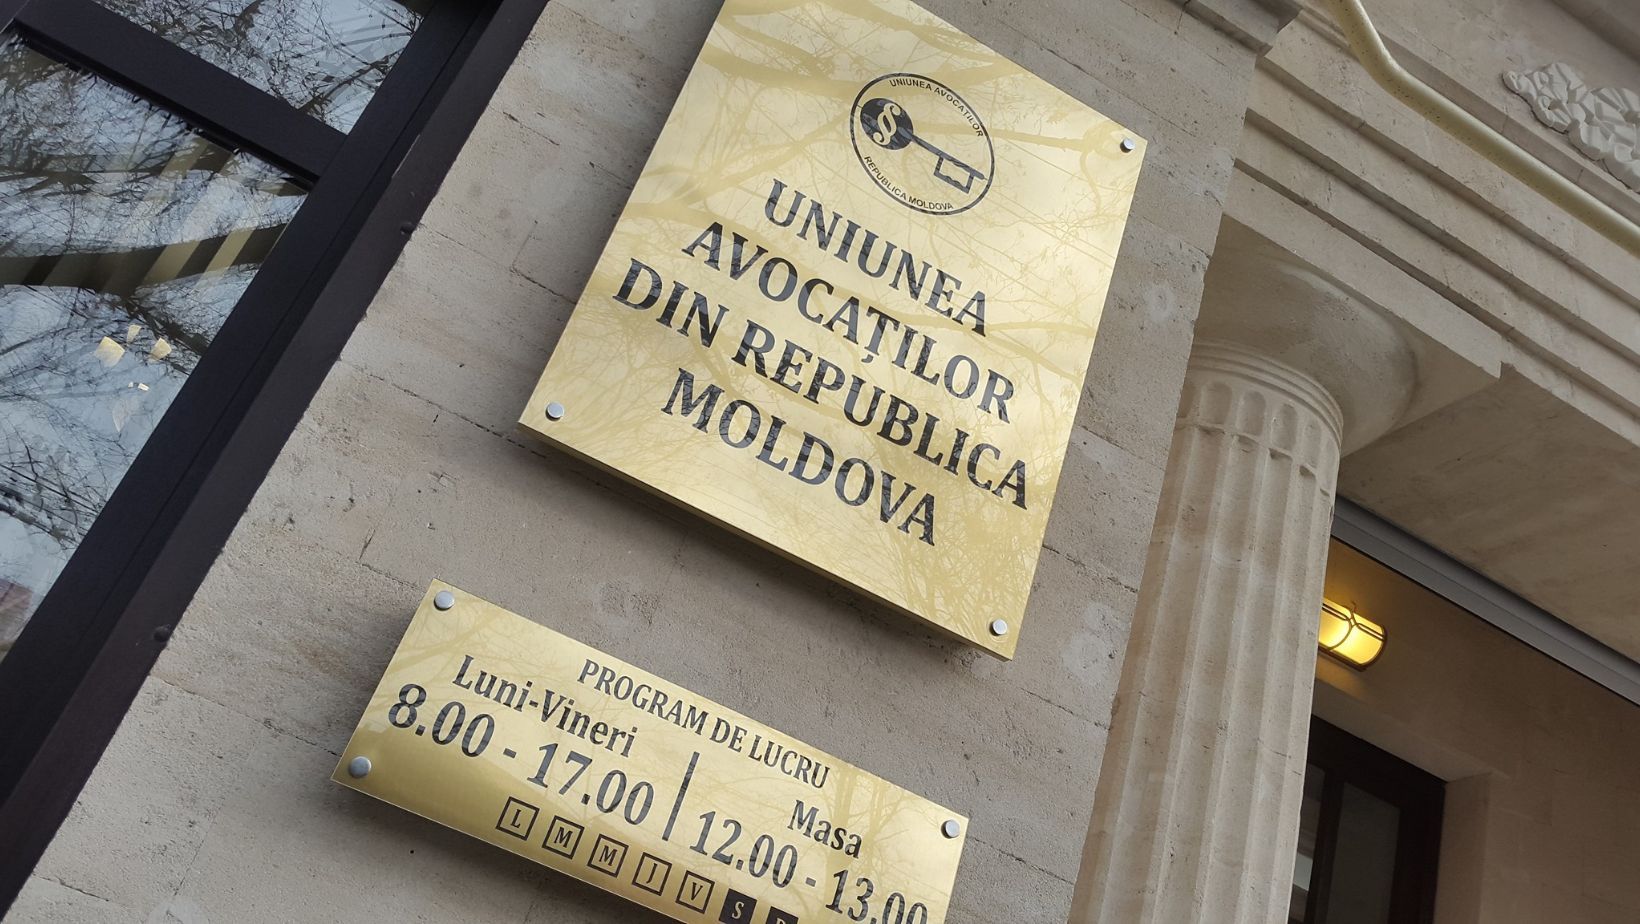 UNIUNEA AVOCAȚILOR
§
REPUBLICA MOLDOVA
UNIUNEA
AVOCAȚILOR
DIN REPUBLICA
MOLDOVA
PROGRAM DE LUCRU
Luni-Vineri
8.00 - 17.00
Masa
12.00 - 13.00
L M M J V S D